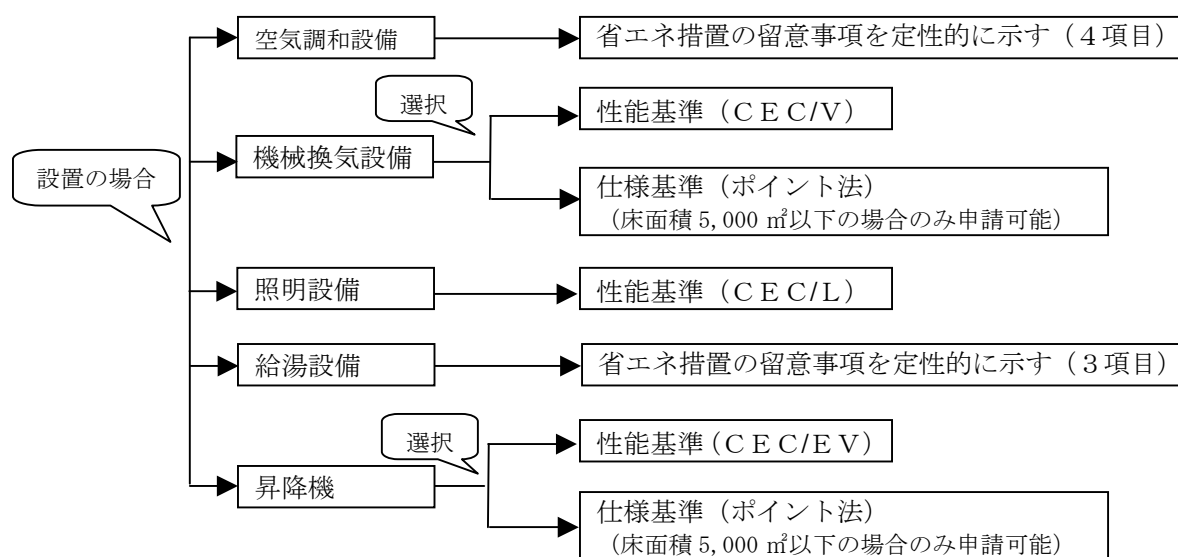 空気調和設備
省エネ措置の留意事項を定性的に示す（４項目）
選択
性能基準（ＣＥＣ/Ｖ）
機械換気設備
設置の場合
仕様基準（ポイント法）
（床面積 5,000 ㎡以下の場合のみ申請可能）
照明設備
性能基準（ＣＥＣ/Ｌ）
給湯設備
省エネ措置の留意事項を定性的に示す（３項目）
選択
性能基準（ＣＥＣ/ＥＶ）
昇降機
仕様基準（ポイント法）
（床面積 5,000 ㎡以下の場合のみ申請可能）